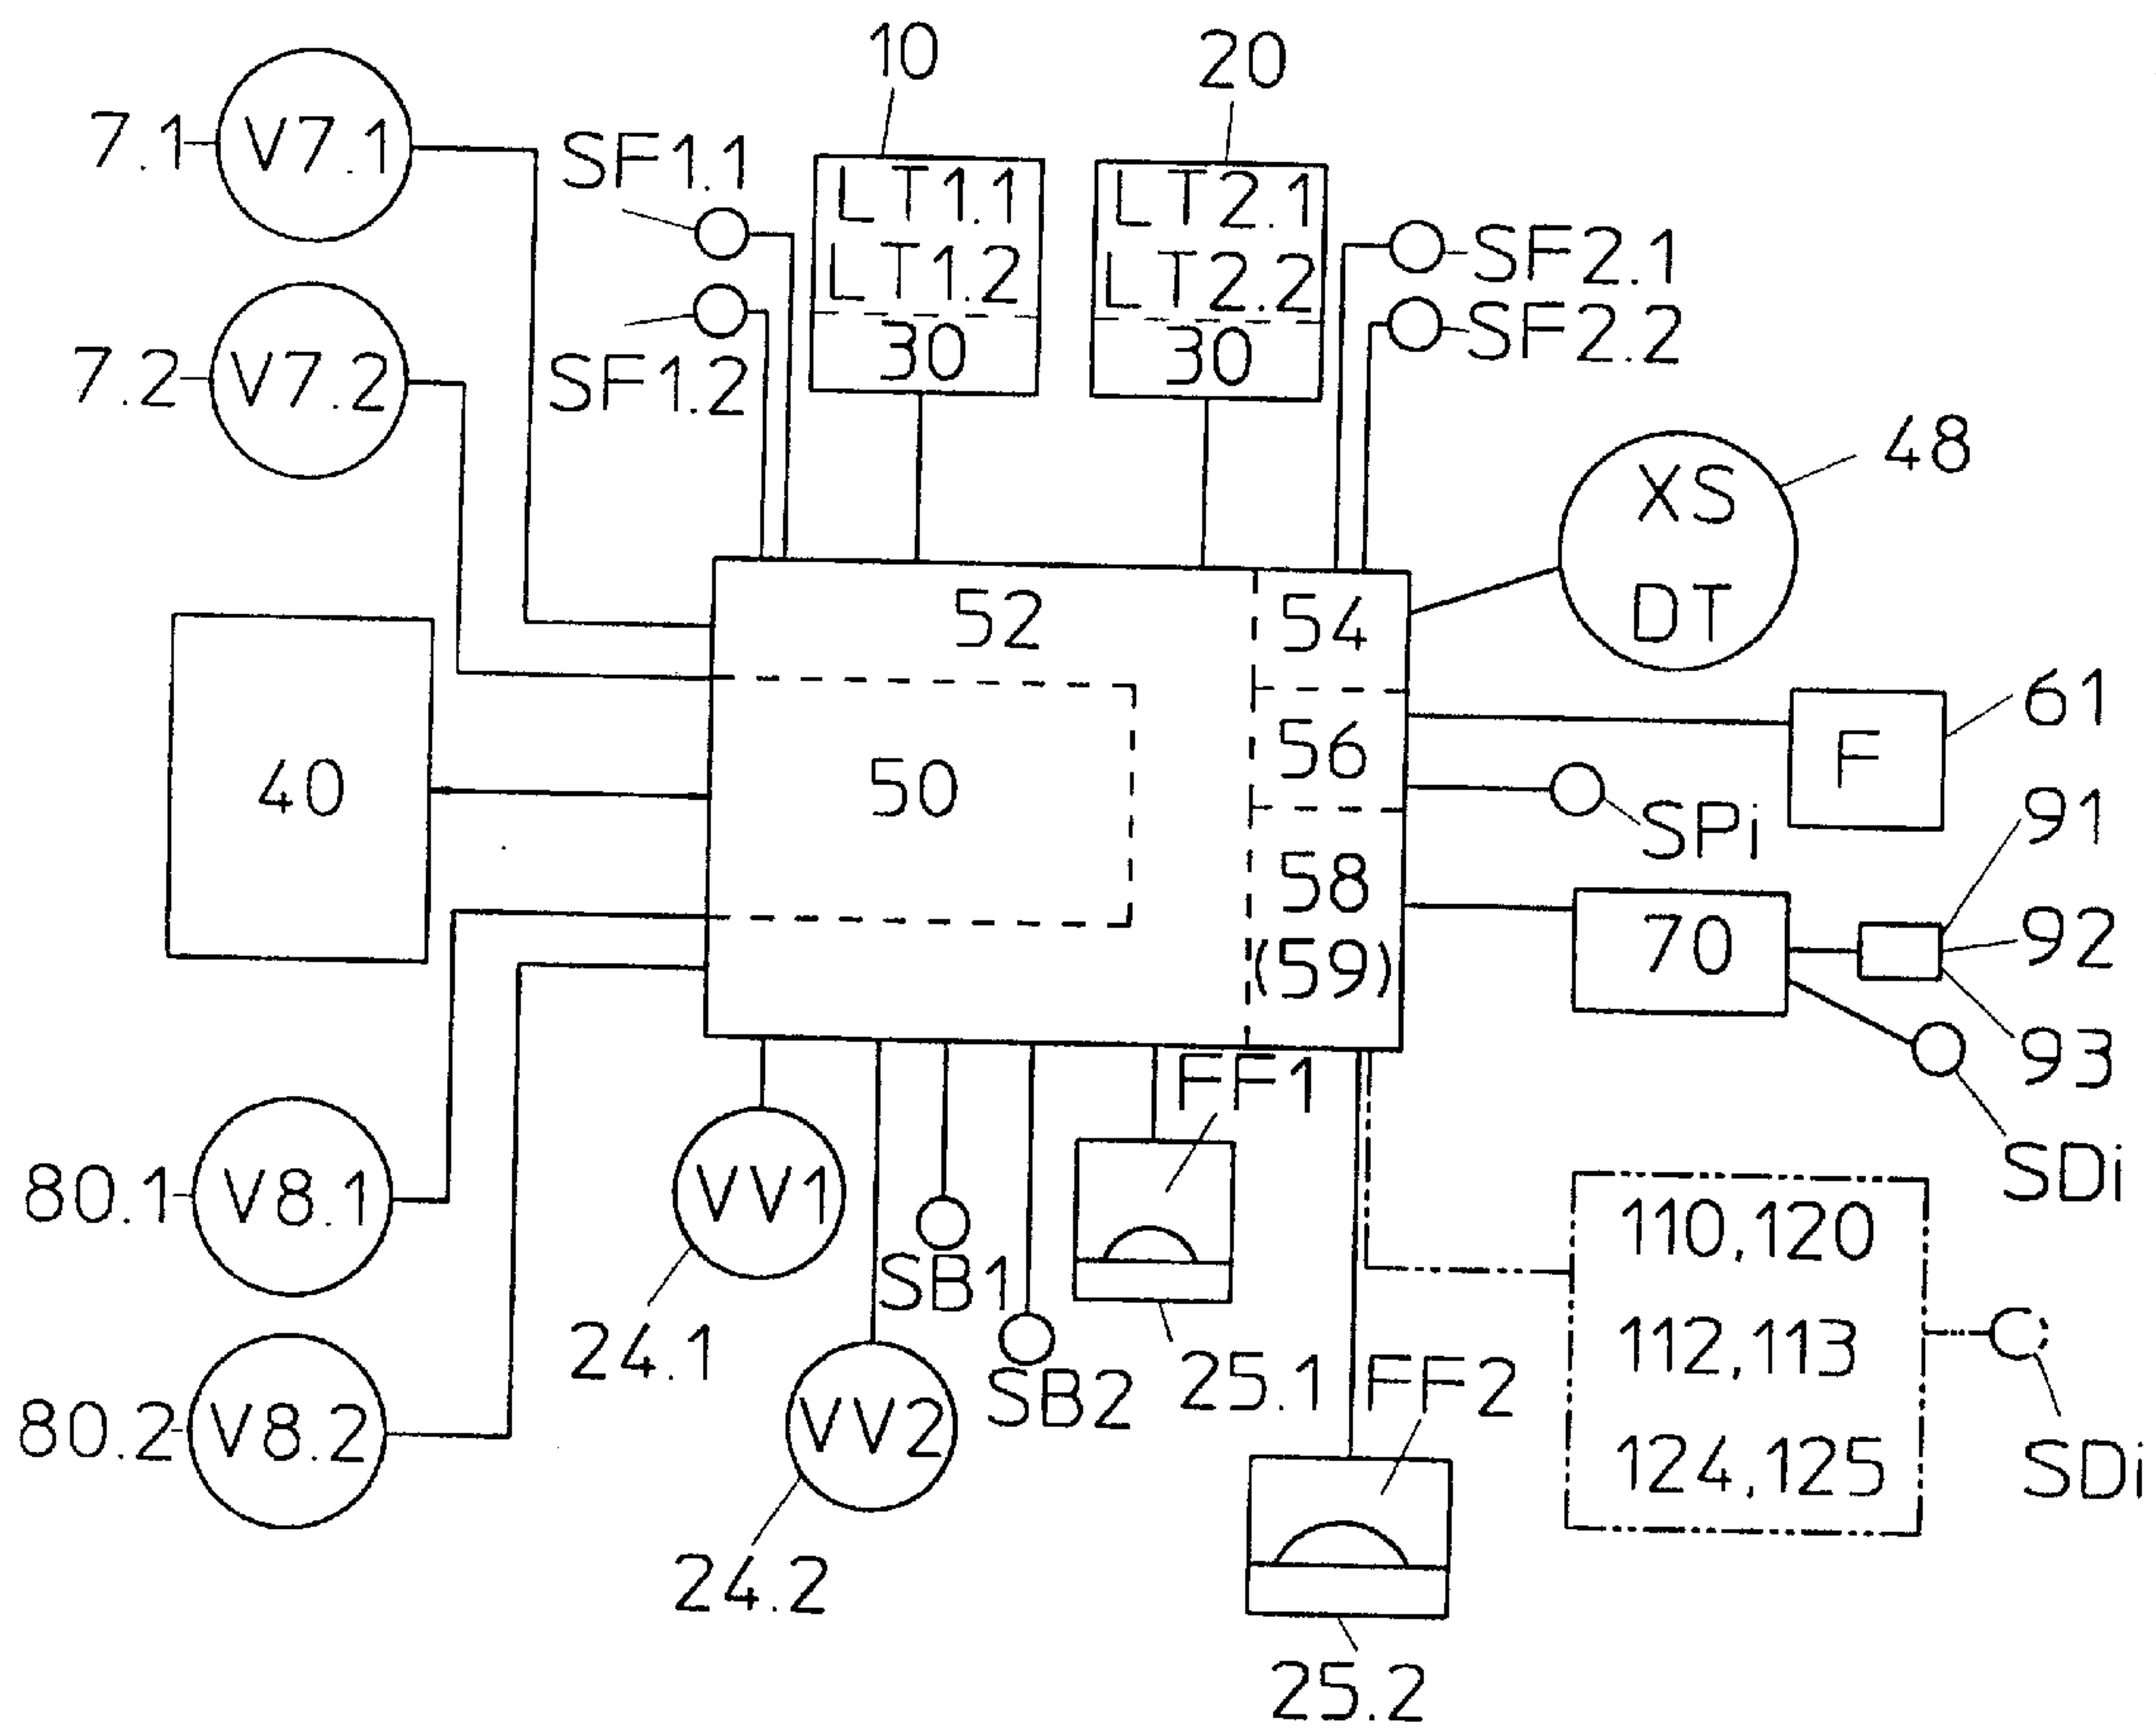 10
20
7.1
V7.1
SF1.1
LT1.1
LT2.1
LT1.2
LT2.2
SF2.1
SF2.2
7.2
V7.2
SF1.2
30
30
48
XS
DT
52
54
61
F
56
40
50
SPi
91
58
70
92
(59)
93
FF1
SDi
80.1
V8.1
VV1
110,120
SB1
24.1
112,113
SB2
25.1
FF2
80.2
V8.2
VV2
124,125
SDi
24.2
25.2